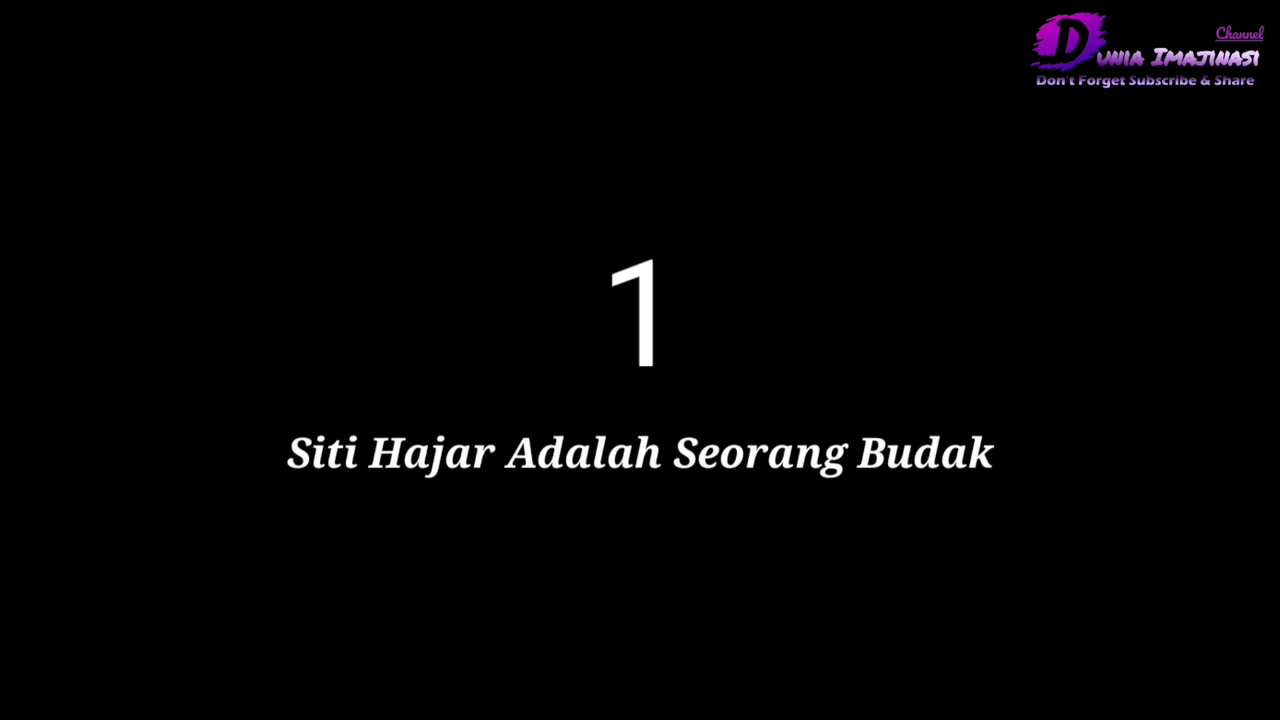 Channel
Dunia Imajinasi
Don't Forget Subscribe & Share
1
Siti Hajar Adalah Seorang Budak